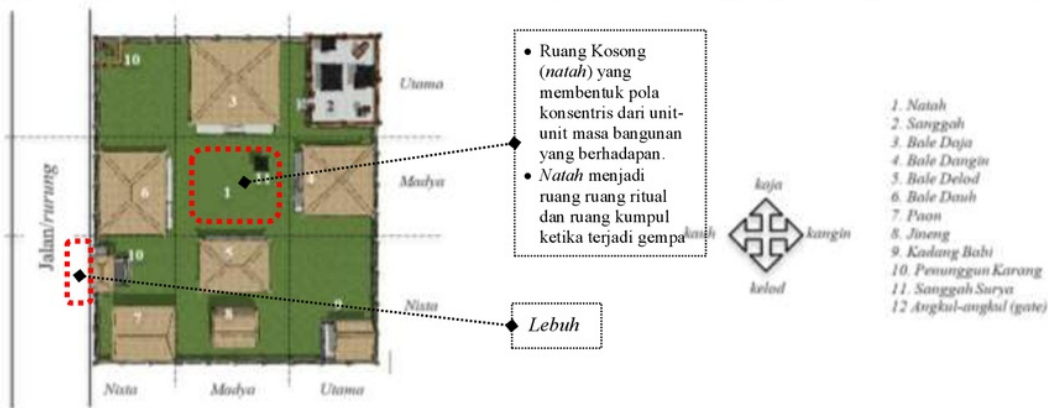 10
3
2
Utama
6
1
11
4
Madya
Jalan/rurung
10
5
9
7
8
Nista
Nista
Madya
Utama
• Ruang Kosong
(natah) yang
membentuk pola
konsentris dari unit-
unit masa bangunan
yang berhadapan.
• Natah menjadi
ruang ruang ritual
dan ruang kumpul
ketika terjadi gempa
Lebuh
kaja
kauh
kangin
kelod
1. Natah
2. Sanggah
3. Bale Daja
4. Bale Dangin
5. Bale Delod
6. Bale Dauh
7. Paon
8. Jineng
9. Kadang Babi
10. Penunggun Karang
11. Sanggah Surya
12 Angkul-angkul (gate)